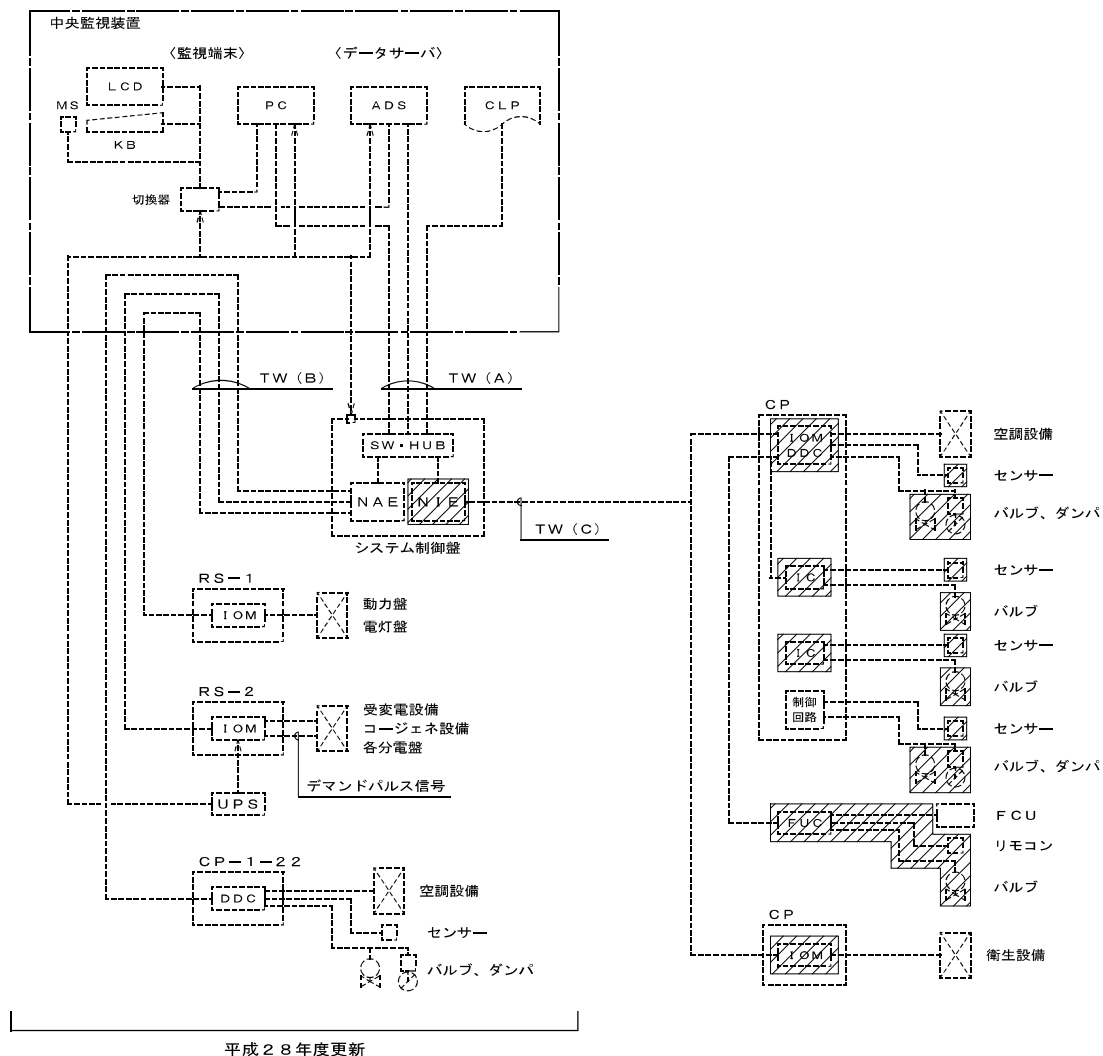 中央監視装置
〈監視端末〉
〈データサーバ〉
LCD
PC
ADS
CLP
MS
KB
切換器
TW（B）
TW（A）
SW・HUB
NAE
NIE
TW（C）
システム制御盤
RS－1
IOM
動力盤
電灯盤
RS－2
IOM
受変電設備
コージェネ設備
各分電盤
デマンドパルス信号
UPS
CP－1－22
DDC
空調設備
センサー
バルブ、ダンパ
平成28年度更新
CP
IOM
DDC
空調設備
センサー
バルブ、ダンパ
IC
センサー
バルブ
IC
センサー
バルブ
制御
回路
センサー
バルブ、ダンパ
FUC
FCU
リモコン
バルブ
CP
IOM
衛生設備